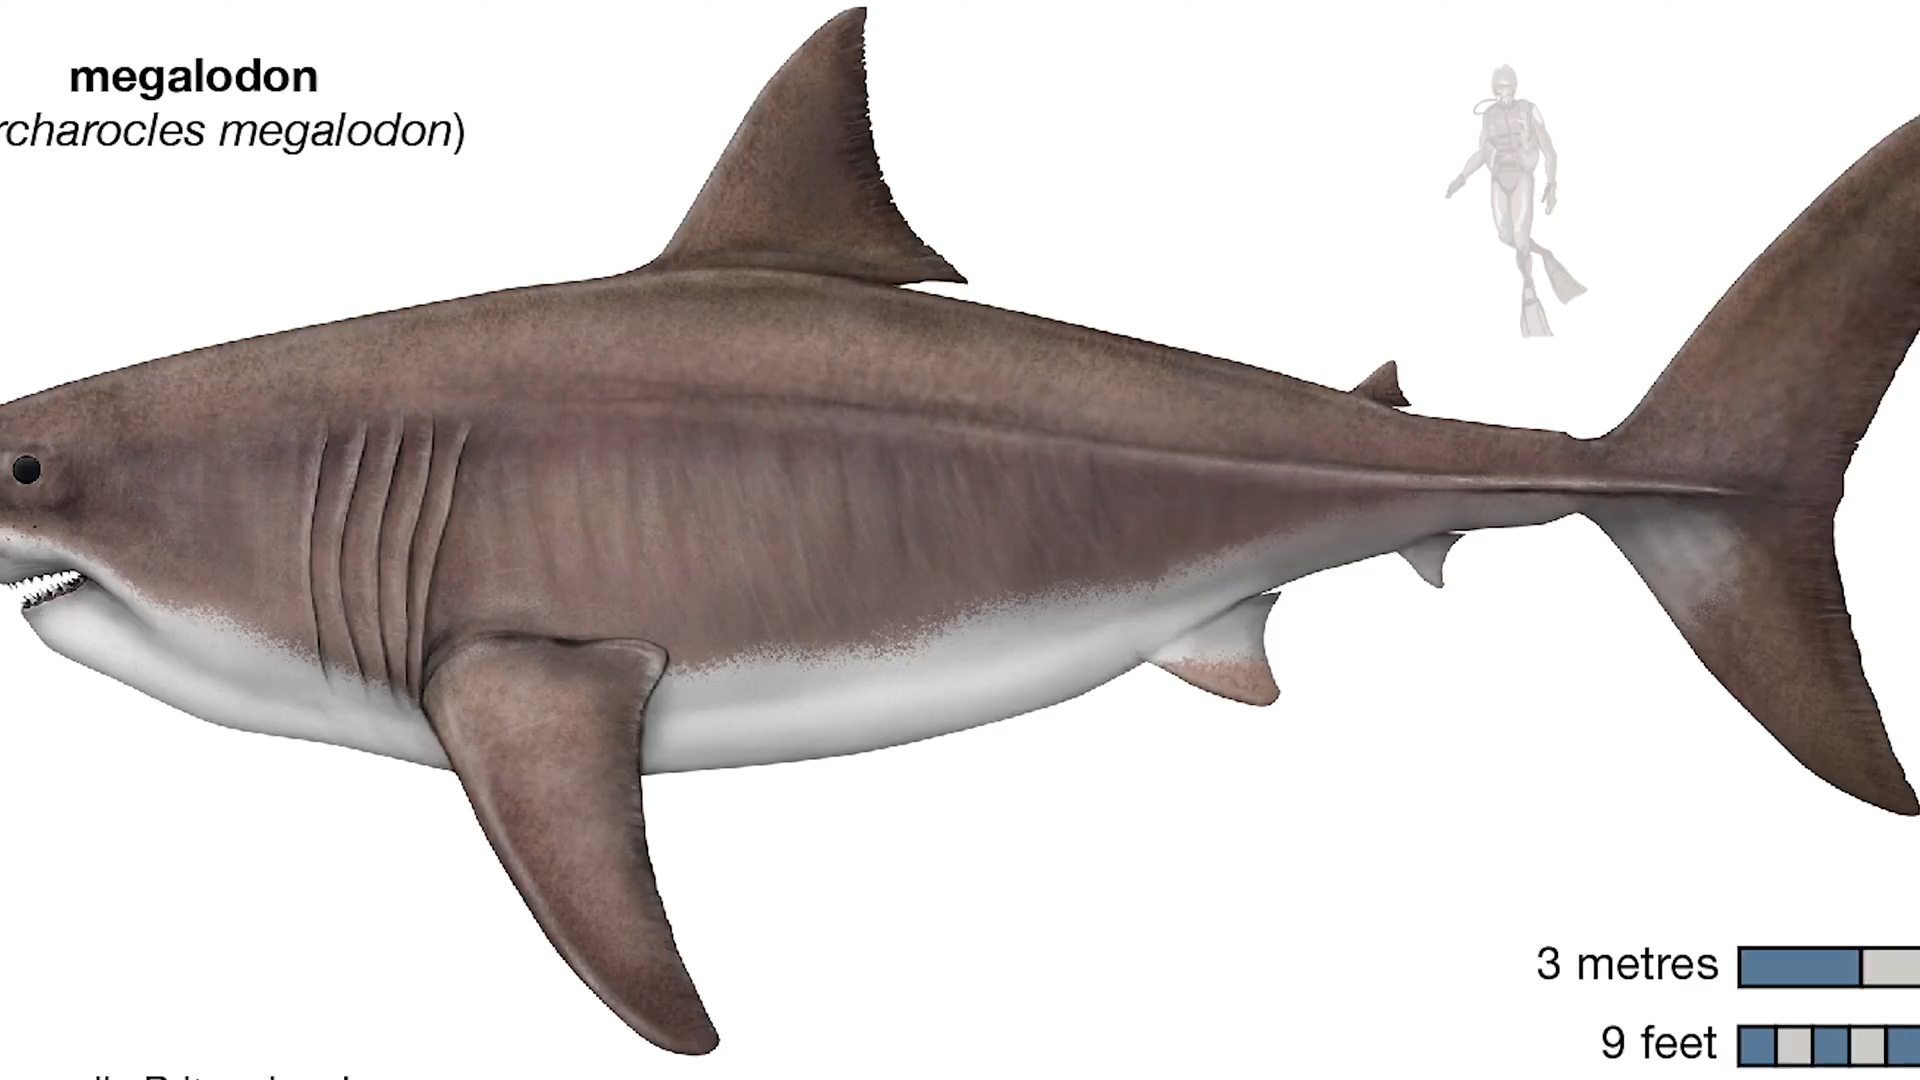 megalodon
rcharocles megalodon)
3 metres
9 feet